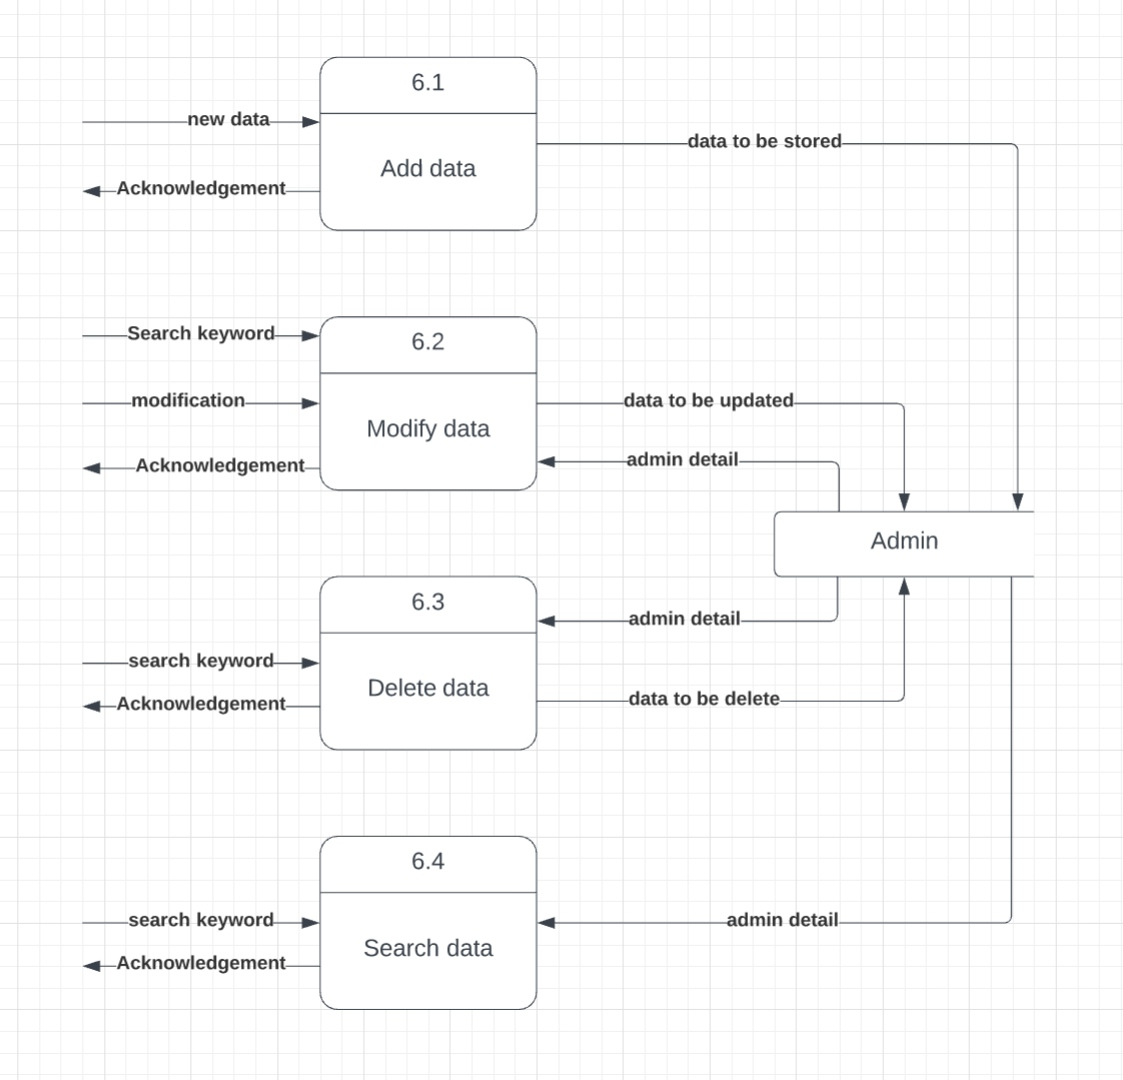 6.1
new data
data to be stored
Add data
Acknowledgement
Search keyword
6.2
modification
Modify data
data to be updated
Acknowledgement
admin detail
Admin
6.3
admin detail
search keyword
Delete data
data to be delete
Acknowledgement
6.4
search keyword
admin detail
Search data
Acknowledgement